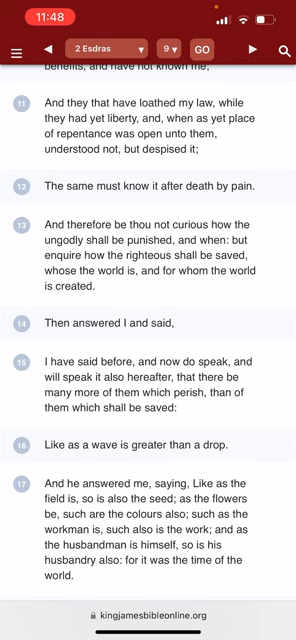 11:48
2 Esdras
9
GO
benefits, and have not known me;
11 And they that have loathed my law, while
they had yet liberty, and, when as yet place
of repentance was open unto them,
understood not, but despised it;
12 The same must know it after death by pain.
13 And therefore be thou not curious how the
ungodly shall be punished, and when: but
enquire how the righteous shall be saved,
whose the world is, and for whom the world
is created.
14 Then answered I and said,
15 I have said before, and now do speak, and
will speak it also hereafter, that there be
many more of them which perish, than of
them which shall be saved:
16 Like as a wave is greater than a drop.
17 And he answered me, saying, Like as the
field is, so is also the seed; as the flowers
be, such are the colours also; such as the
workman is, such also is the work; and as
the husbandman is himself, so is his
husbandry also: for it was the time of the
world.
kingjamesbibleonline.org